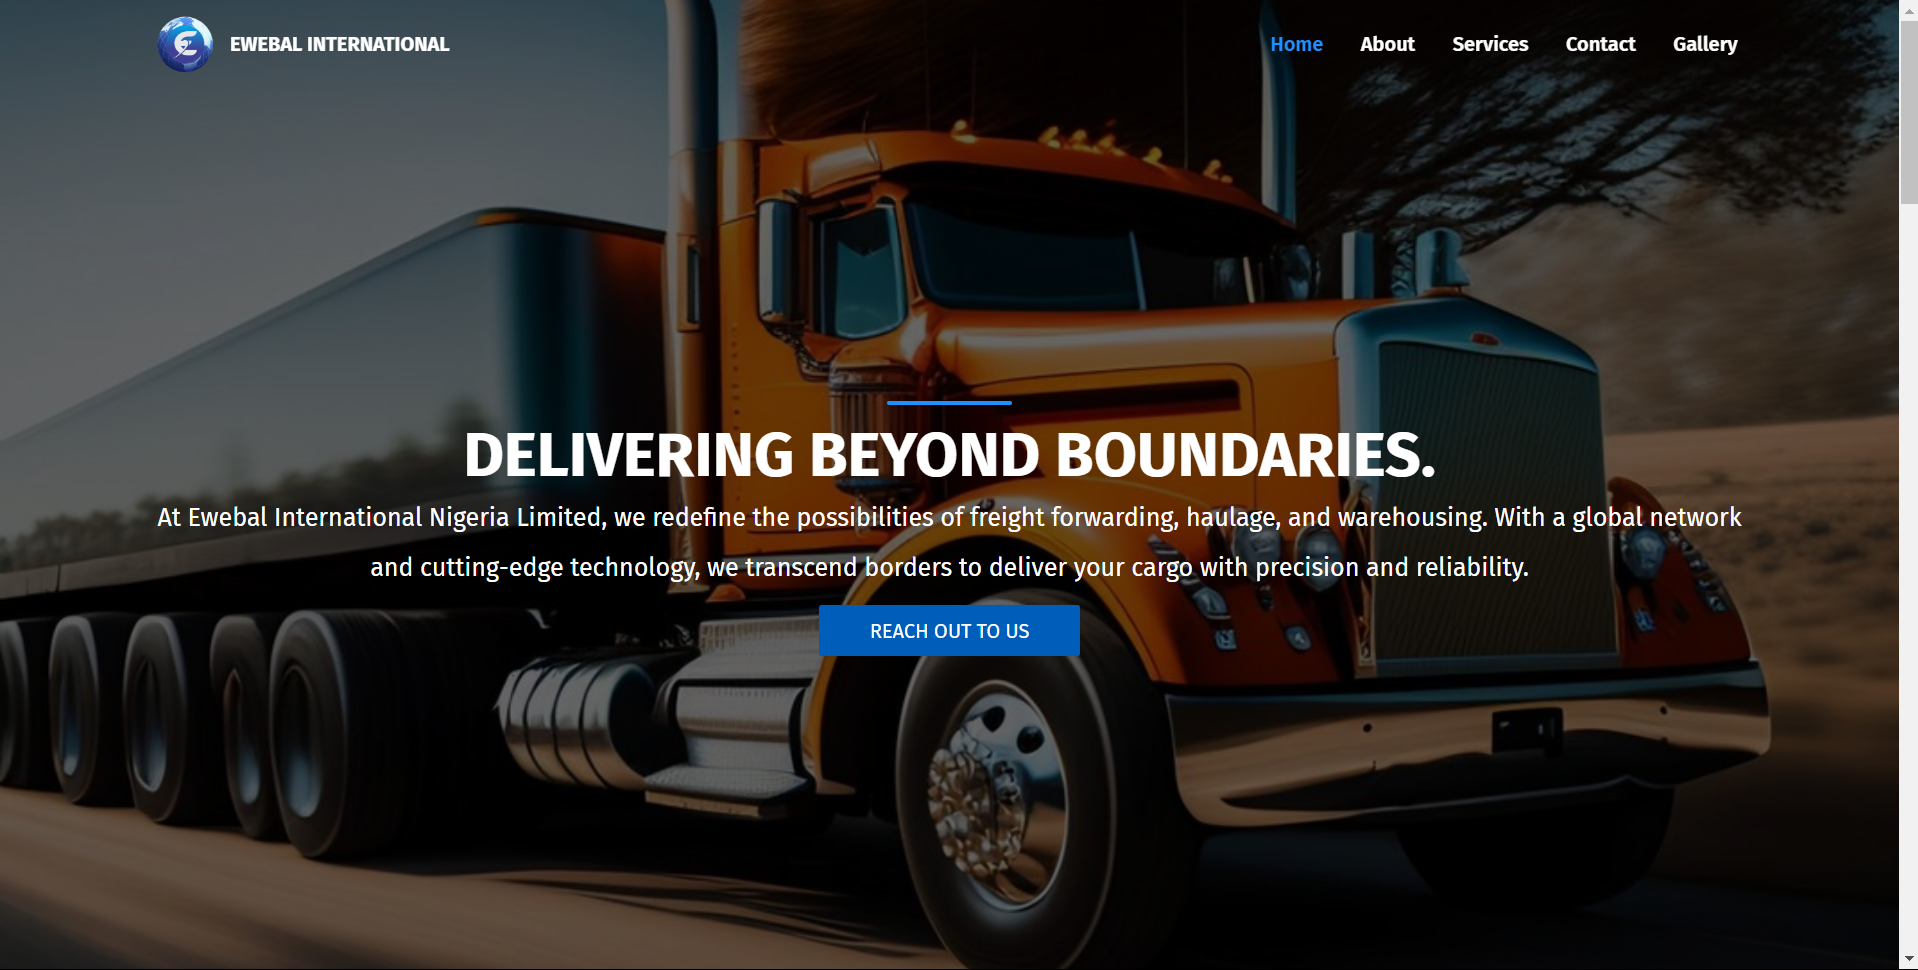 EWEBAL INTERNATIONAL
Home About Services Contact Gallery
DELIVERING BEYOND BOUNDARIES.
At Ewebal International Nigeria Limited, we redefine the possibilities of freight forwarding, haulage, and warehousing. With a global network
and cutting-edge technology, we transcend borders to deliver your cargo with precision and reliability.
REACH OUT TO US